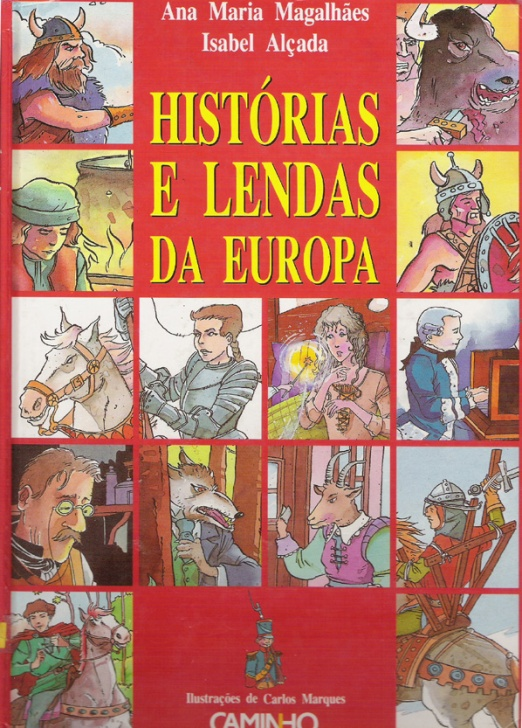 Ana Maria Magalhães
Isabel Alçada
HISTÓRIAS
E LENDAS
DA EUROPA
Ilustrações de Carlos Marques
CAMINHO